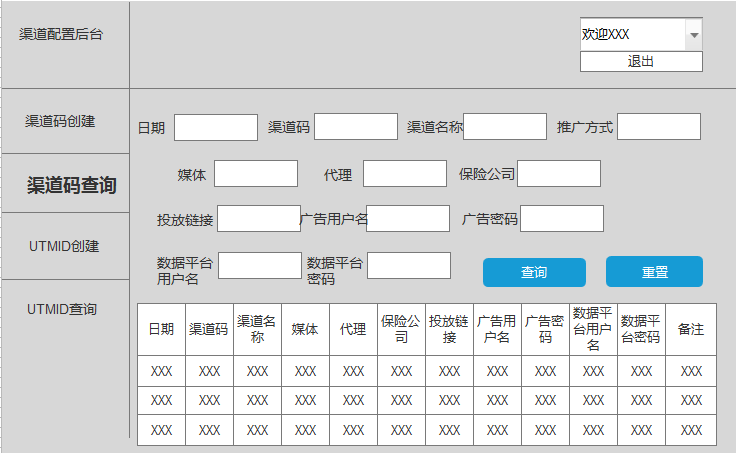 渠道配置后台
欢迎XXX
退出
渠道码创建
渠道码查询
UTMID创建
UTMID查询
日期 渠道码 渠道名称 推广方式
媒体 代理 保险公司
投放链接 广告用户名 广告密码
数据平台 数据平台
用户名 密码
查询 重置
日期 渠道码 渠道名称 媒体 代理 保险公司 投放链接 广告用户名 广告密码 数据平台用户名 数据平台密码 备注
XXX XXX XXX XXX XXX XXX XXX XXX XXX XXX XXX XXX
XXX XXX XXX XXX XXX XXX XXX XXX XXX XXX XXX XXX
XXX XXX XXX XXX XXX XXX XXX XXX XXX XXX XXX XXX